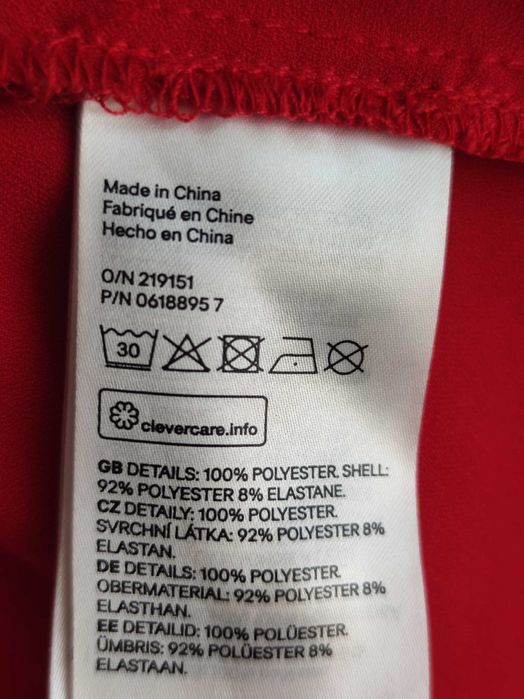 Made in China
Fabriqué en Chine
Hecho en China
O/N 219151
P/N 0618895 7
30
clevercare.info
GB DETAILS: 100% POLYESTER. SHELL:
92% POLYESTER 8% ELASTANE.
CZ DETAILY: 100% POLYESTER.
SVRCHNÍ LÁTKA: 92% POLYESTER 8%
ELASTAN.
DE DETAILS: 100% POLYESTER.
OBERMATERIAL: 92% POLYESTER 8%
ELASTHAN.
EE DETAILID: 100% POLÜESTER.
ÜMBRIS: 92% POLÜESTER 8%
ELASTAAN.